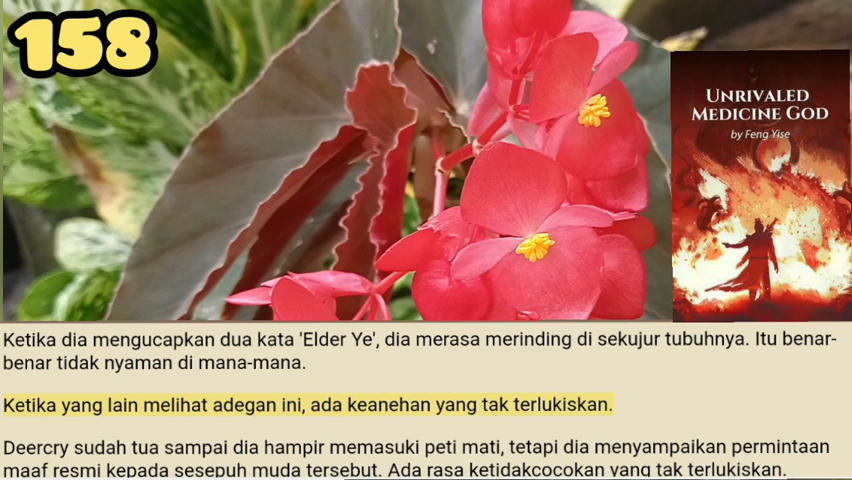 158
UNRIVALED
MEDICINE GOD
by Feng Yise
Ketika dia mengucapkan dua kata 'Elder Ye', dia merasa merinding di sekujur tubuhnya. Itu benar-
benar tidak nyaman di mana-mana.
Ketika yang lain melihat adegan ini, ada keanehan yang tak terlukiskan.
Deercry sudah tua sampai dia hampir memasuki peti mati, tetapi dia menyampaikan permintaan
maaf resmi kepada sesepuh muda tersebut. Ada rasa ketidakcocokan yang tak terlukiskan.